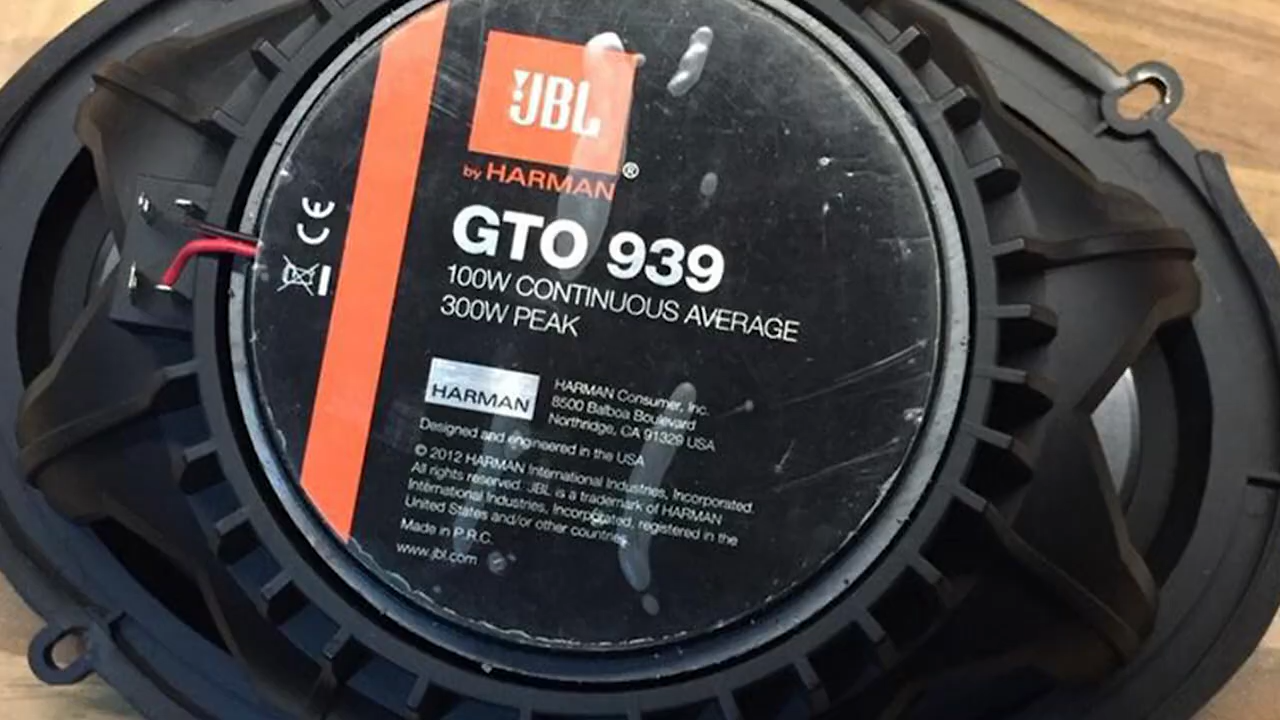 JBL
by HARMAN®
CE
GTO 939
100W CONTINUOUS AVERAGE
300W PEAK
HARMAN
HARMAN Consumer, Inc.
8500 Balboa Boulevard
Northridge, CA 91329 USA
Designed and engineered in the USA
© 2012 HARMAN International Industries, Incorporated.
All rights reserved. JBL is a trademark of HARMAN
International Industries, Incorporated, registered in the
United States and/or other countries.
Made in P.R.C.
www.jbl.com